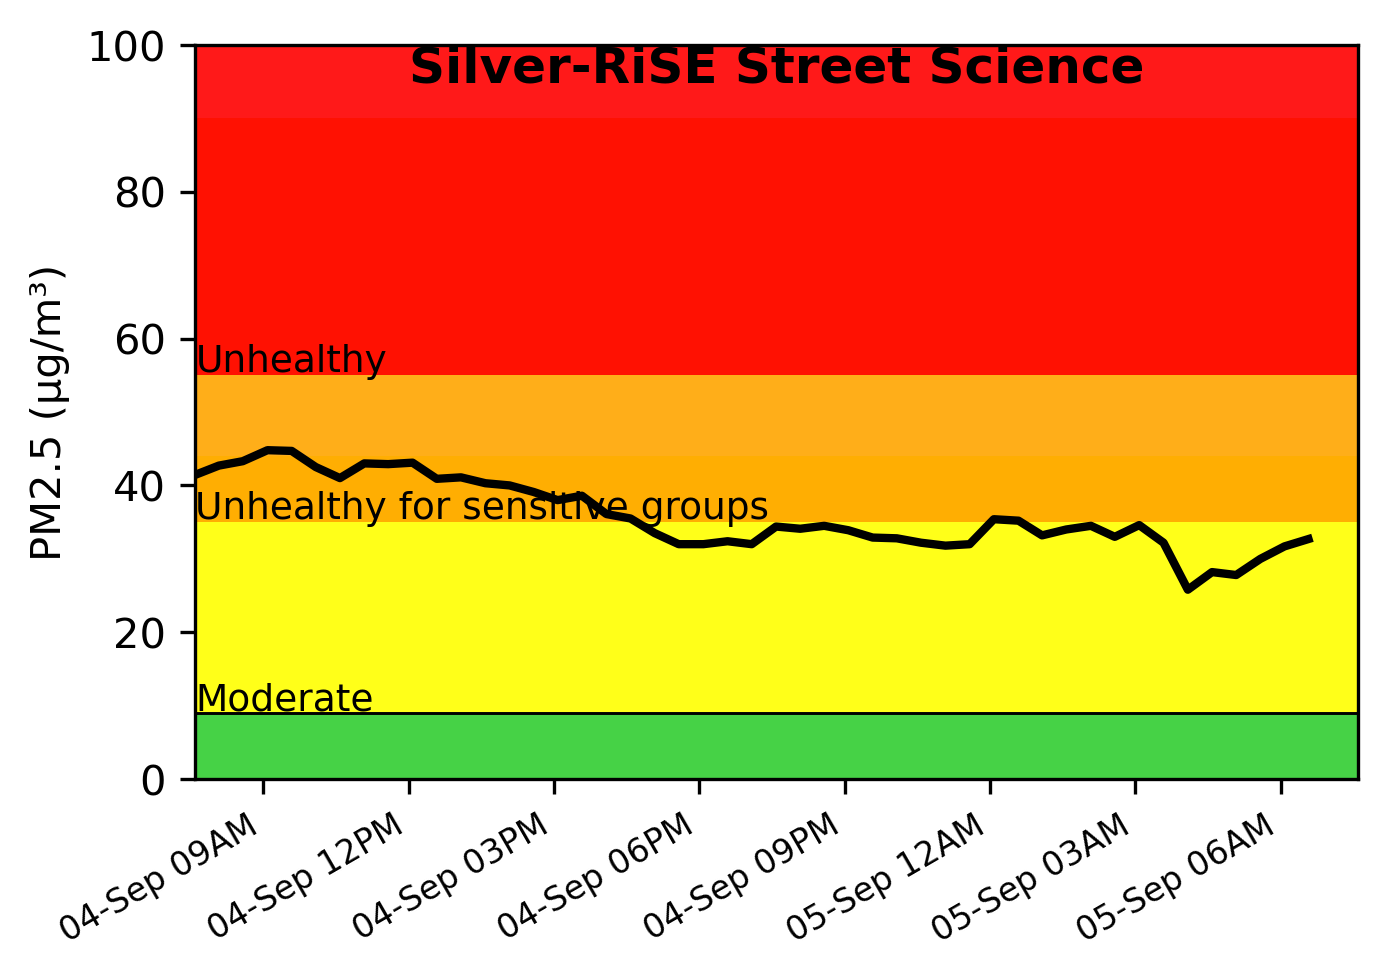 Silver-RiSE Street Science
100
80
60
40
20
0
PM2.5 (µg/m³)
Unhealthy
Unhealthy for sensitive groups
Moderate
04-Sep 09AM
04-Sep 12PM
04-Sep 03PM
04-Sep 06PM
04-Sep 09PM
05-Sep 12AM
05-Sep 03AM
05-Sep 06AM